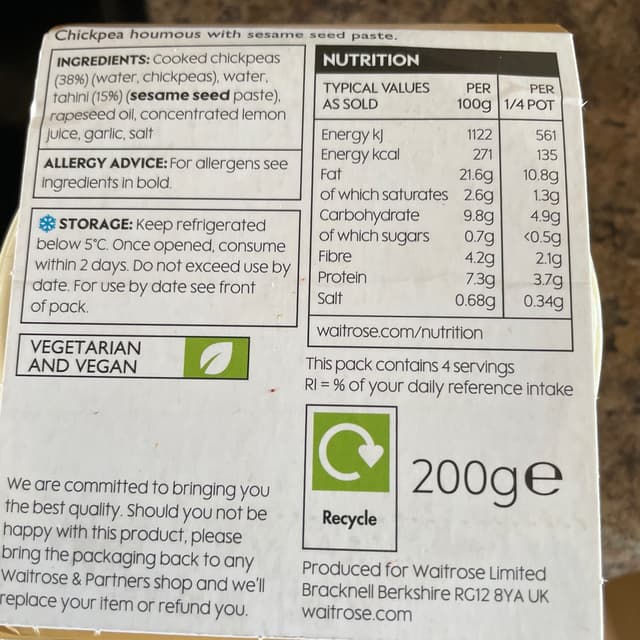 Chickpea houmous with sesame seed paste.
INGREDIENTS: Cooked chickpeas
(38%) (water, chickpeas), water,
tahini (15%) (sesame seed paste),
rapeseed oil, concentrated lemon
juice, garlic, salt
ALLERGY ADVICE: For allergens see
ingredients in bold.
STORAGE: Keep refrigerated
below 5°C. Once opened, consume
within 2 days. Do not exceed use by
date. For use by date see front
of pack.
VEGETARIAN
AND VEGAN
We are committed to bringing you
the best quality. Should you not be
happy with this product, please
bring the packaging back to any
Waitrose & Partners shop and we'll
replace your item or refund you.
NUTRITION
TYPICAL VALUES PER PER
AS SOLD 100g 1/4 POT
Energy kJ 1122 561
Energy kcal 271 135
Fat 21.6g 10.8g
of which saturates 2.6g 1.3g
Carbohydrate 9.8g 4.9g
of which sugars 0.7g <0.5g
Fibre 4.2g 2.1g
Protein 7.3g 3.7g
Salt 0.68g 0.34g
waitrose.com/nutrition
This pack contains 4 servings
RI = % of your daily reference intake
Recycle
200g℮
Produced for Waitrose Limited
Bracknell Berkshire RG12 8YA UK
waitrose.com